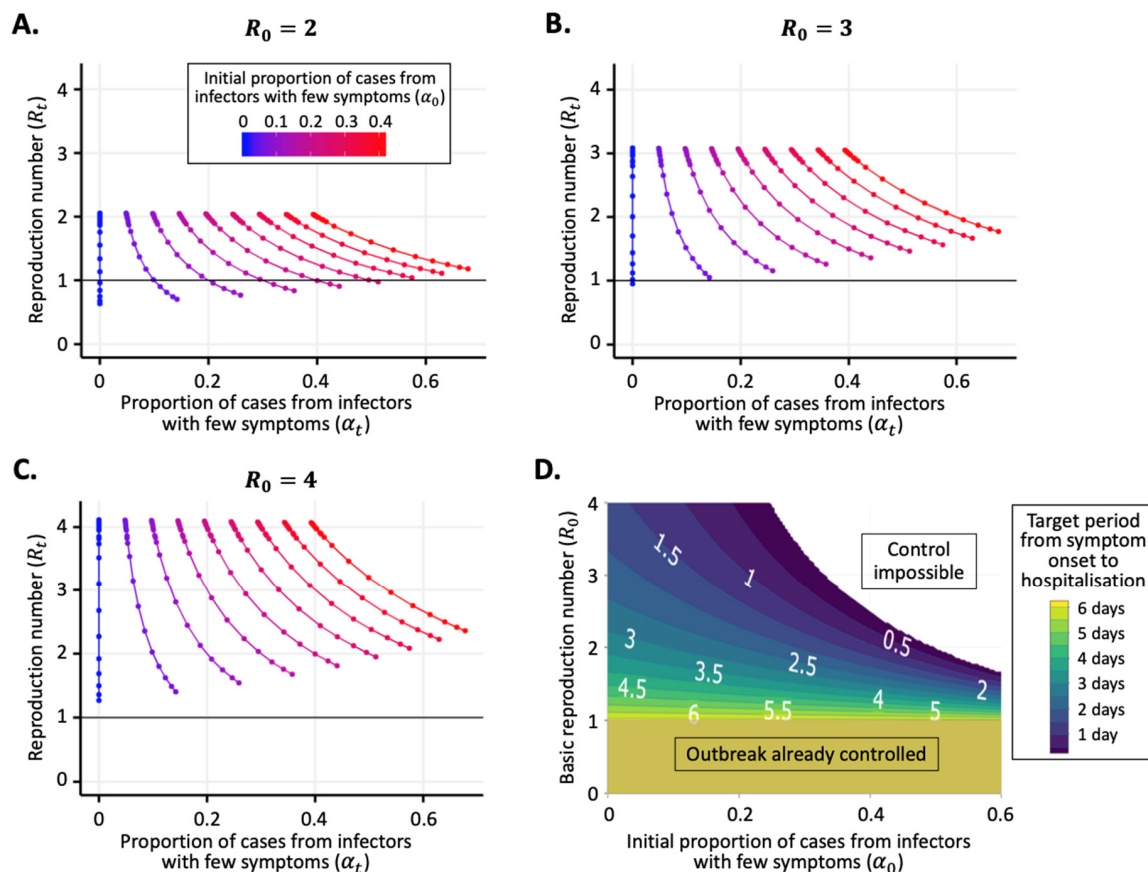 A.
R₀ = 2
Reproduction number (Rₜ)
4
3
2
1
0
Initial proportion of cases from
infectors with few symptoms (α₀)
0 0.1 0.2 0.3 0.4
0 0.2 0.4 0.6
Proportion of cases from infectors
with few symptoms (αₜ)
B.
R₀ = 3
Reproduction number (Rₜ)
4
3
2
1
0
0 0.2 0.4 0.6
Proportion of cases from infectors
with few symptoms (αₜ)
C.
R₀ = 4
Reproduction number (Rₜ)
4
3
2
1
0
0 0.2 0.4 0.6
Proportion of cases from infectors
with few symptoms (αₜ)
D.
Basic reproduction number (R₀)
4
3
2
1
0
Control
impossible
1.5
1
0.5
3
3.5
2.5
2
4.5
4
5
6
5.5
Outbreak already controlled
0 0.2 0.4 0.6
Initial proportion of cases from infectors
with few symptoms (α₀)
Target period
from symptom
onset to
hospitalisation
6 days
5 days
4 days
3 days
2 days
1 day